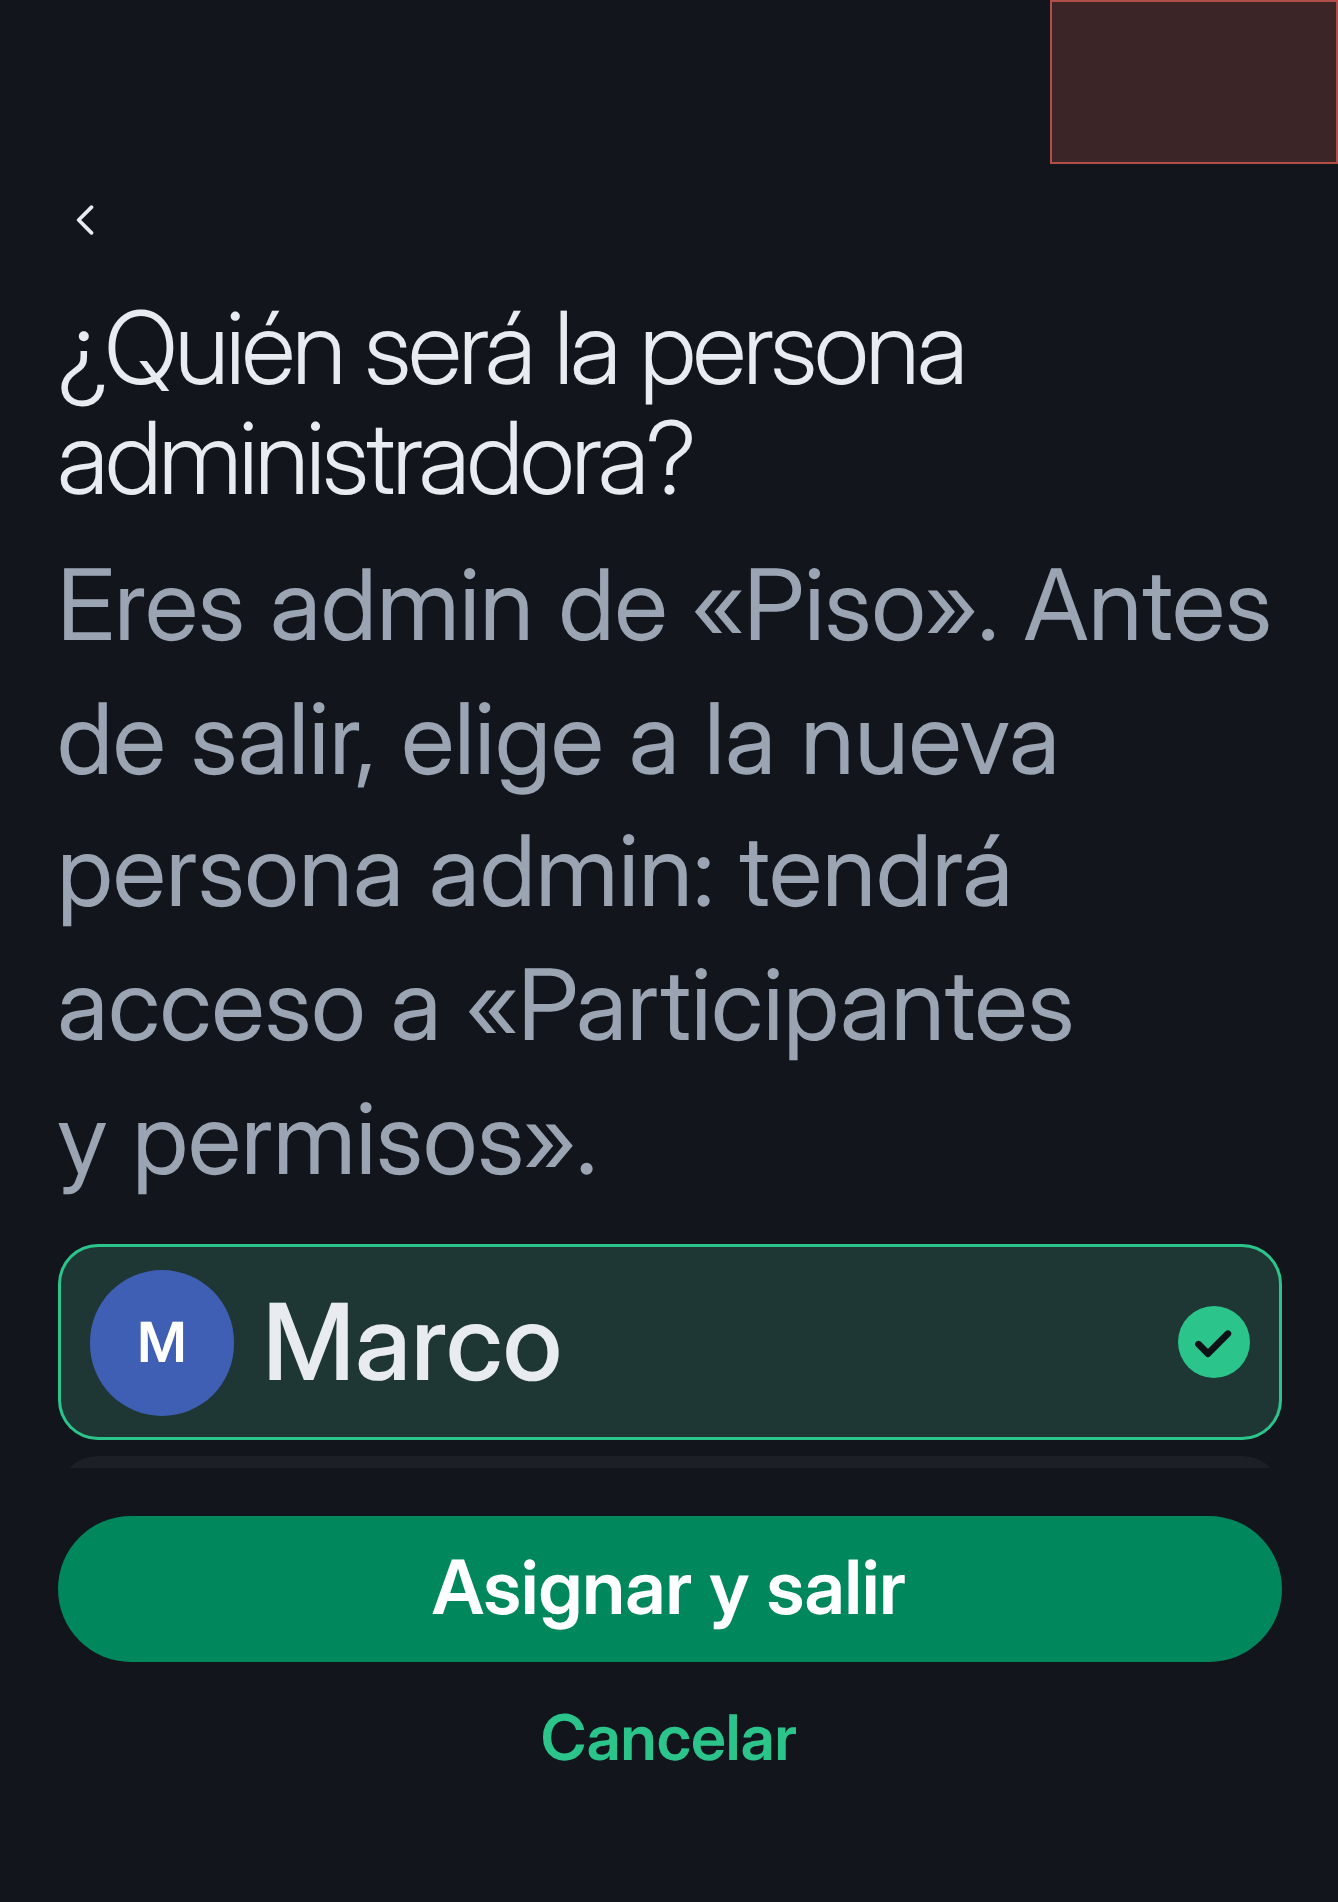 ¿Quién será la persona
administradora?
Eres admin de «Piso». Antes
de salir, elige a la nueva
persona admin: tendrá
acceso a «Participantes
y permisos».
M Marco
Asignar y salir
Cancelar